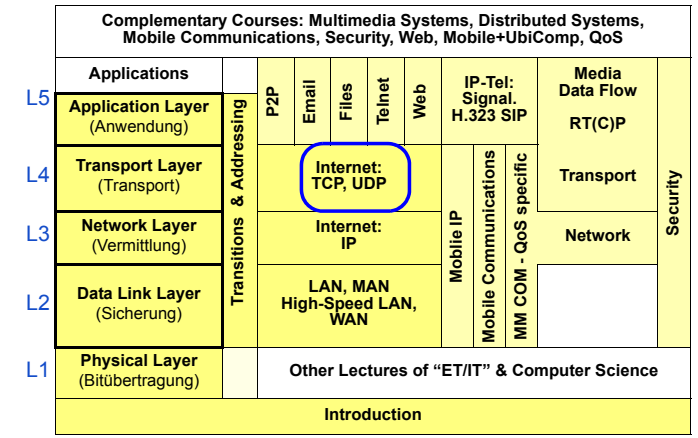 Complementary Courses: Multimedia Systems, Distributed Systems,
Mobile Communications, Security, Web, Mobile+UbiComp, QoS
Applications
L5
Application Layer
(Anwendung)
L4
Transport Layer
(Transport)
L3
Network Layer
(Vermittlung)
L2
Data Link Layer
(Sicherung)
L1
Physical Layer
(Bitübertragung)
Transitions & Addressing
P2P
Email
Files
Telnet
Web
IP-Tel:
Signal.
H.323 SIP
Media
Data Flow
RT(C)P
Internet:
TCP, UDP
Internet:
IP
LAN, MAN
High-Speed LAN,
WAN
Moblie IP
Mobile Communications
MM COM - QoS specific
Transport
Network
Security
Other Lectures of “ET/IT” & Computer Science
Introduction